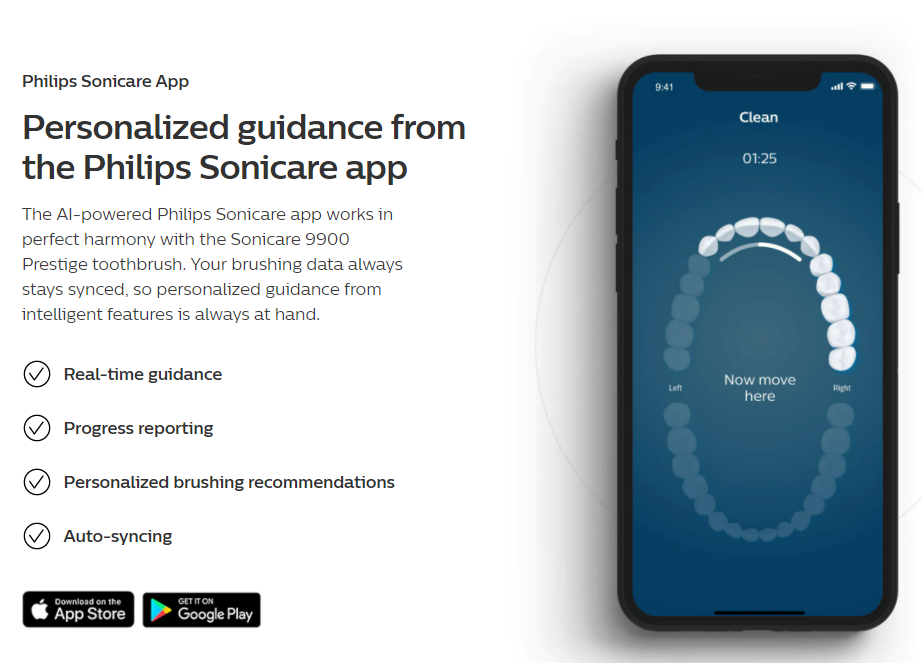 Philips Sonicare App
Personalized guidance from
the Philips Sonicare app
The AI-powered Philips Sonicare app works in
perfect harmony with the Sonicare 9900
Prestige toothbrush. Your brushing data always
stays synced, so personalized guidance from
intelligent features is always at hand.
Real-time guidance
Progress reporting
Personalized brushing recommendations
Auto-syncing
Download on the
App Store
GET IT ON
Google Play
9:41
Clean
01:25
Now move
here
Left
Right